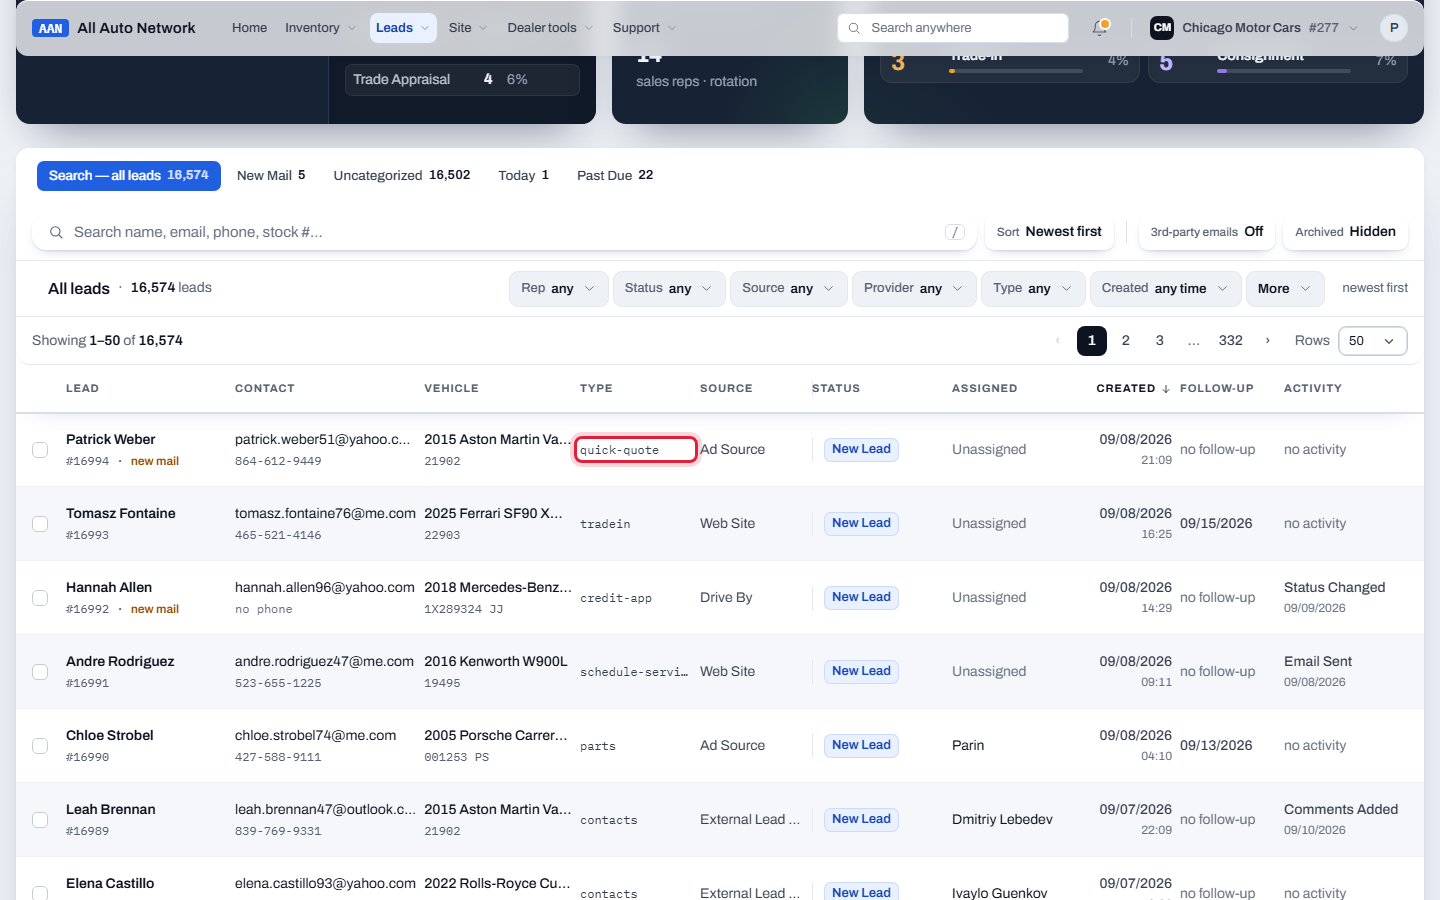 AAN All Auto Network Home Inventory Leads Site Dealer tools Support Search anywhere CM Chicago Motor Cars #277 P
Trade Appraisal 4 6%
14
sales reps · rotation
3 Trade-in 4%
5 Consignment 7%
Search — all leads 16,574 New Mail 5 Uncategorized 16,502 Today 1 Past Due 22
Search name, email, phone, stock #... / Sort Newest first 3rd-party emails Off Archived Hidden
All leads · 16,574 leads Rep any Status any Source any Provider any Type any Created any time More newest first
Showing 1–50 of 16,574 ‹ 1 2 3 ... 332 › Rows 50
LEAD CONTACT VEHICLE TYPE SOURCE STATUS ASSIGNED CREATED ↓ FOLLOW-UP ACTIVITY
Patrick Weber patrick.weber51@yahoo.c... 2015 Aston Martin Va... quick-quote Ad Source New Lead Unassigned 09/08/2026 no follow-up no activity
#16994 · new mail 864-612-9449 21902 21:09
Tomasz Fontaine tomasz.fontaine76@me.com 2025 Ferrari SF90 X... tradein Web Site New Lead Unassigned 09/08/2026 09/15/2026 no activity
#16993 465-521-4146 22903 16:25
Hannah Allen hannah.allen96@yahoo.com 2018 Mercedes-Benz... credit-app Drive By New Lead Unassigned 09/08/2026 no follow-up Status Changed
#16992 · new mail no phone 1X289324 JJ 14:29 09/09/2026
Andre Rodriguez andre.rodriguez47@me.com 2016 Kenworth W900L schedule-servi... Web Site New Lead Unassigned 09/08/2026 no follow-up Email Sent
#16991 523-655-1225 19495 09:11 09/08/2026
Chloe Strobel chloe.strobel74@me.com 2005 Porsche Carrer... parts Ad Source New Lead Parin 09/08/2026 09/13/2026 no activity
#16990 427-588-9111 001253 PS 04:10
Leah Brennan leah.brennan47@outlook.c... 2015 Aston Martin Va... contacts External Lead ... New Lead Dmitriy Lebedev 09/07/2026 no follow-up Comments Added
#16989 839-769-9331 21902 22:09 09/10/2026
Elena Castillo elena.castillo93@yahoo.com 2022 Rolls-Royce Cu... contacts External Lead ... New Lead Ivaylo Guenkov 09/07/2026 no follow-up no activity